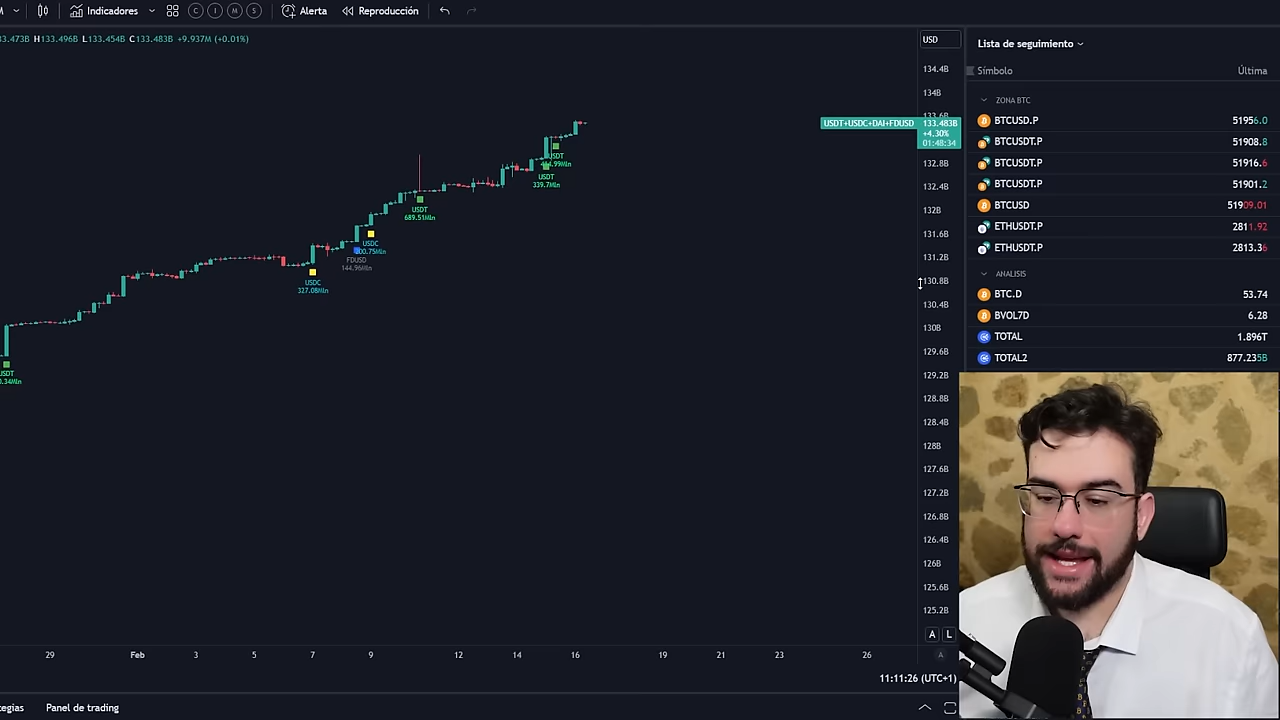 Indicadores
C I M S
Alerta
Reproducción
H133.496B L133.454B C133.483B +9.937M (+0.01%)
USD
134.4B
134B
USDT+USDC+DAI+FDUSD 133.483B
+4.30%
01:48:34
132.8B
132.4B
132B
131.6B
131.2B
130.8B
130.4B
130B
129.6B
129.2B
128.8B
128.4B
128B
127.6B
127.2B
126.8B
126.4B
126B
125.6B
125.2B
USDT
339.7Mln
USDT
689.51Mln
USDC
FDUSD
144.96Mln
USDC
327.08Mln
A L
29 Feb 3 5 7 9 12 14 16 19 21 23 26
A
11:11:26 (UTC+1)
Panel de trading
Lista de seguimiento
Símbolo Última
ZONA BTC
BTCUSD.P 51956.0
BTCUSDT.P 51908.8
BTCUSDT.P 51916.6
BTCUSDT.P 51901.2
BTCUSD 51909.01
ETHUSDT.P 2811.92
ETHUSDT.P 2813.36
ANALISIS
BTC.D 53.74
BVOL7D 6.28
TOTAL 1.896T
TOTAL2 877.235B